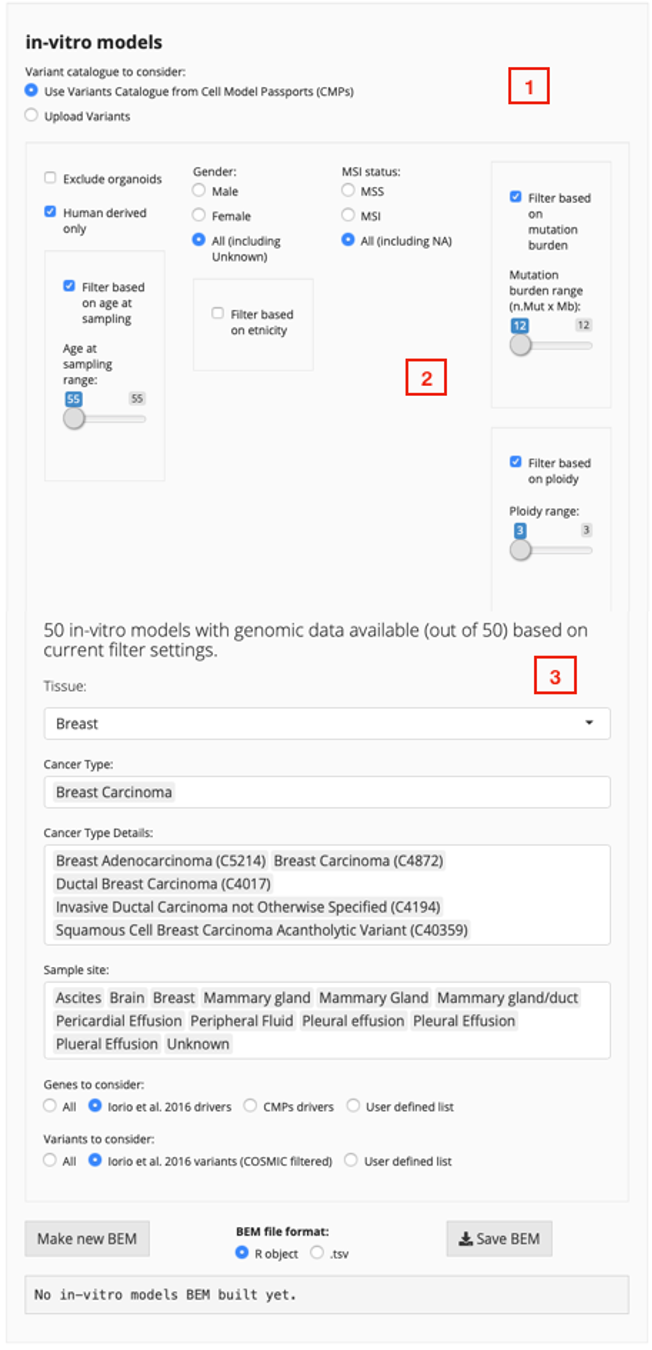 in-vitro models
Variant catalogue to consider:
Use Variants Catalogue from Cell Model Passports (CMPs)
1
Upload Variants
Exclude organoids
Human derived
only
Filter based
on age at
sampling
Age at
sampling
range:
55
55
Gender:
Male
Female
All (including
Unknown)
Filter based
on etnicity
MSI status:
MSS
MSI
All (including NA)
2
Filter based
on
mutation
burden
Mutation
burden range
(n.Mut x Mb):
12
12
Filter based
on ploidy
Ploidy range:
3
3
50 in-vitro models with genomic data available (out of 50) based on
current filter settings.
3
Tissue:
Breast
Cancer Type:
Breast Carcinoma
Cancer Type Details:
Breast Adenocarcinoma (C5214) Breast Carcinoma (C4872)
Ductal Breast Carcinoma (C4017)
Invasive Ductal Carcinoma not Otherwise Specified (C4194)
Squamous Cell Breast Carcinoma Acantholytic Variant (C40359)
Sample site:
Ascites Brain Breast Mammary gland Mammary Gland Mammary gland/duct
Pericardial Effusion Peripheral Fluid Pleural effusion Pleural Effusion
Plueral Effusion Unknown
Genes to consider:
All Iorio et al. 2016 drivers CMPs drivers User defined list
Variants to consider:
All Iorio et al. 2016 variants (COSMIC filtered) User defined list
Make new BEM
BEM file format:
R object .tsv
Save BEM
No in-vitro models BEM built yet.